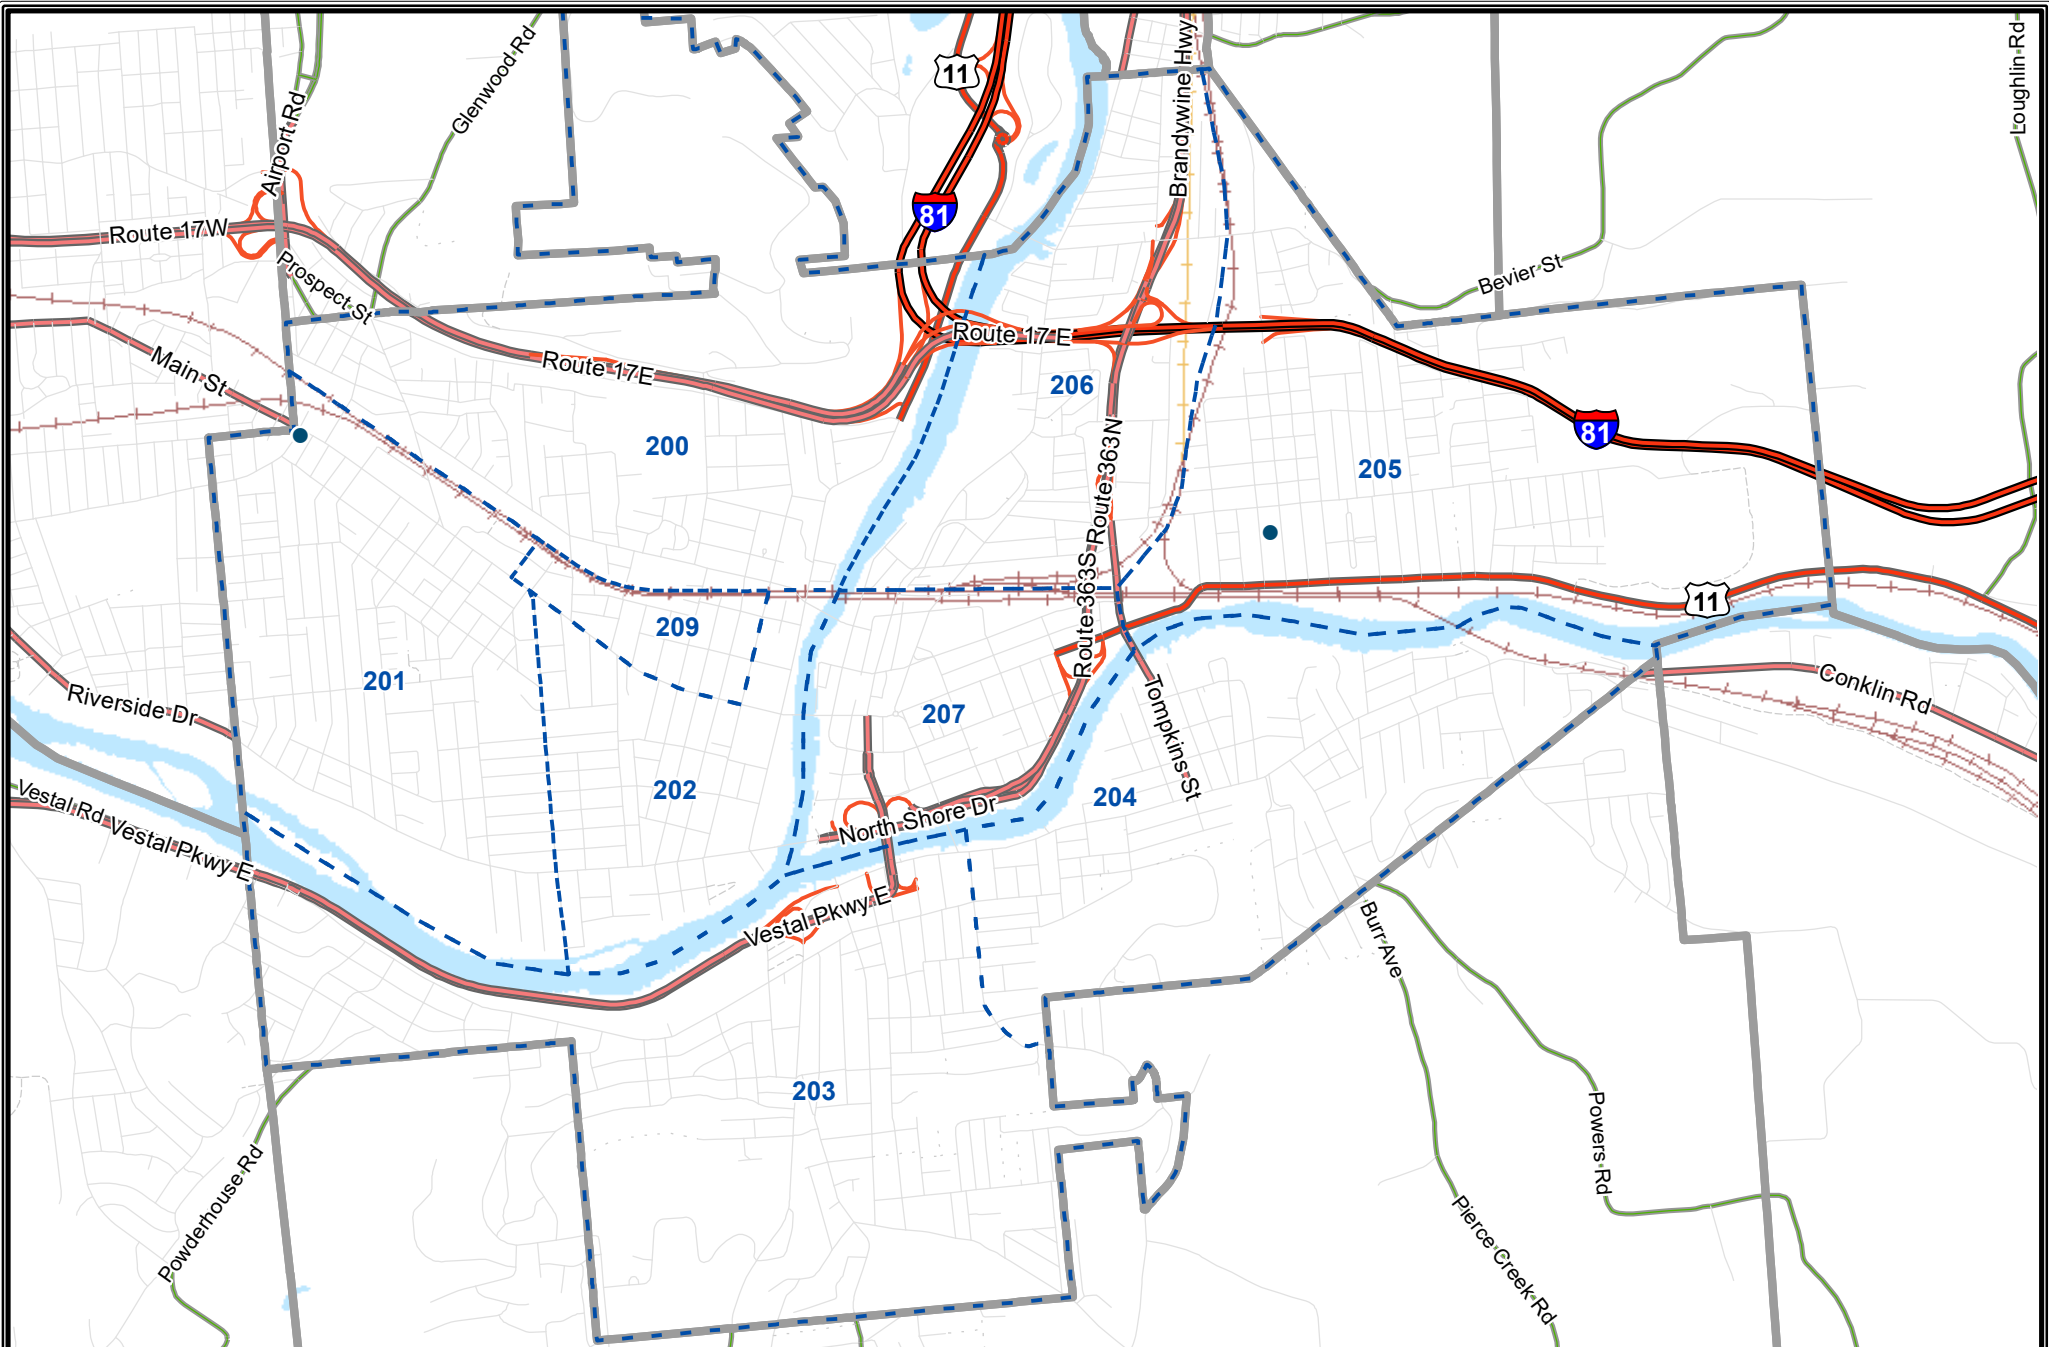 Glenwood Rd
11
Brandywine Hwy
Loughlin Rd
Airport Rd
81
Route 17W
Prospect St
Bevier St
Route 17 E
Main St
Route 17E
206
200
81
205
Route 363N
Route 363S
11
209
201
Riverside Dr
207
Tompkins St
Conklin Rd
202
204
Vestal Rd
North Shore Dr
Vestal Pkwy E
Vestal Pkwy E
Burr Ave
203
Powers Rd
Powderhouse Rd
Pierce Creek Rd